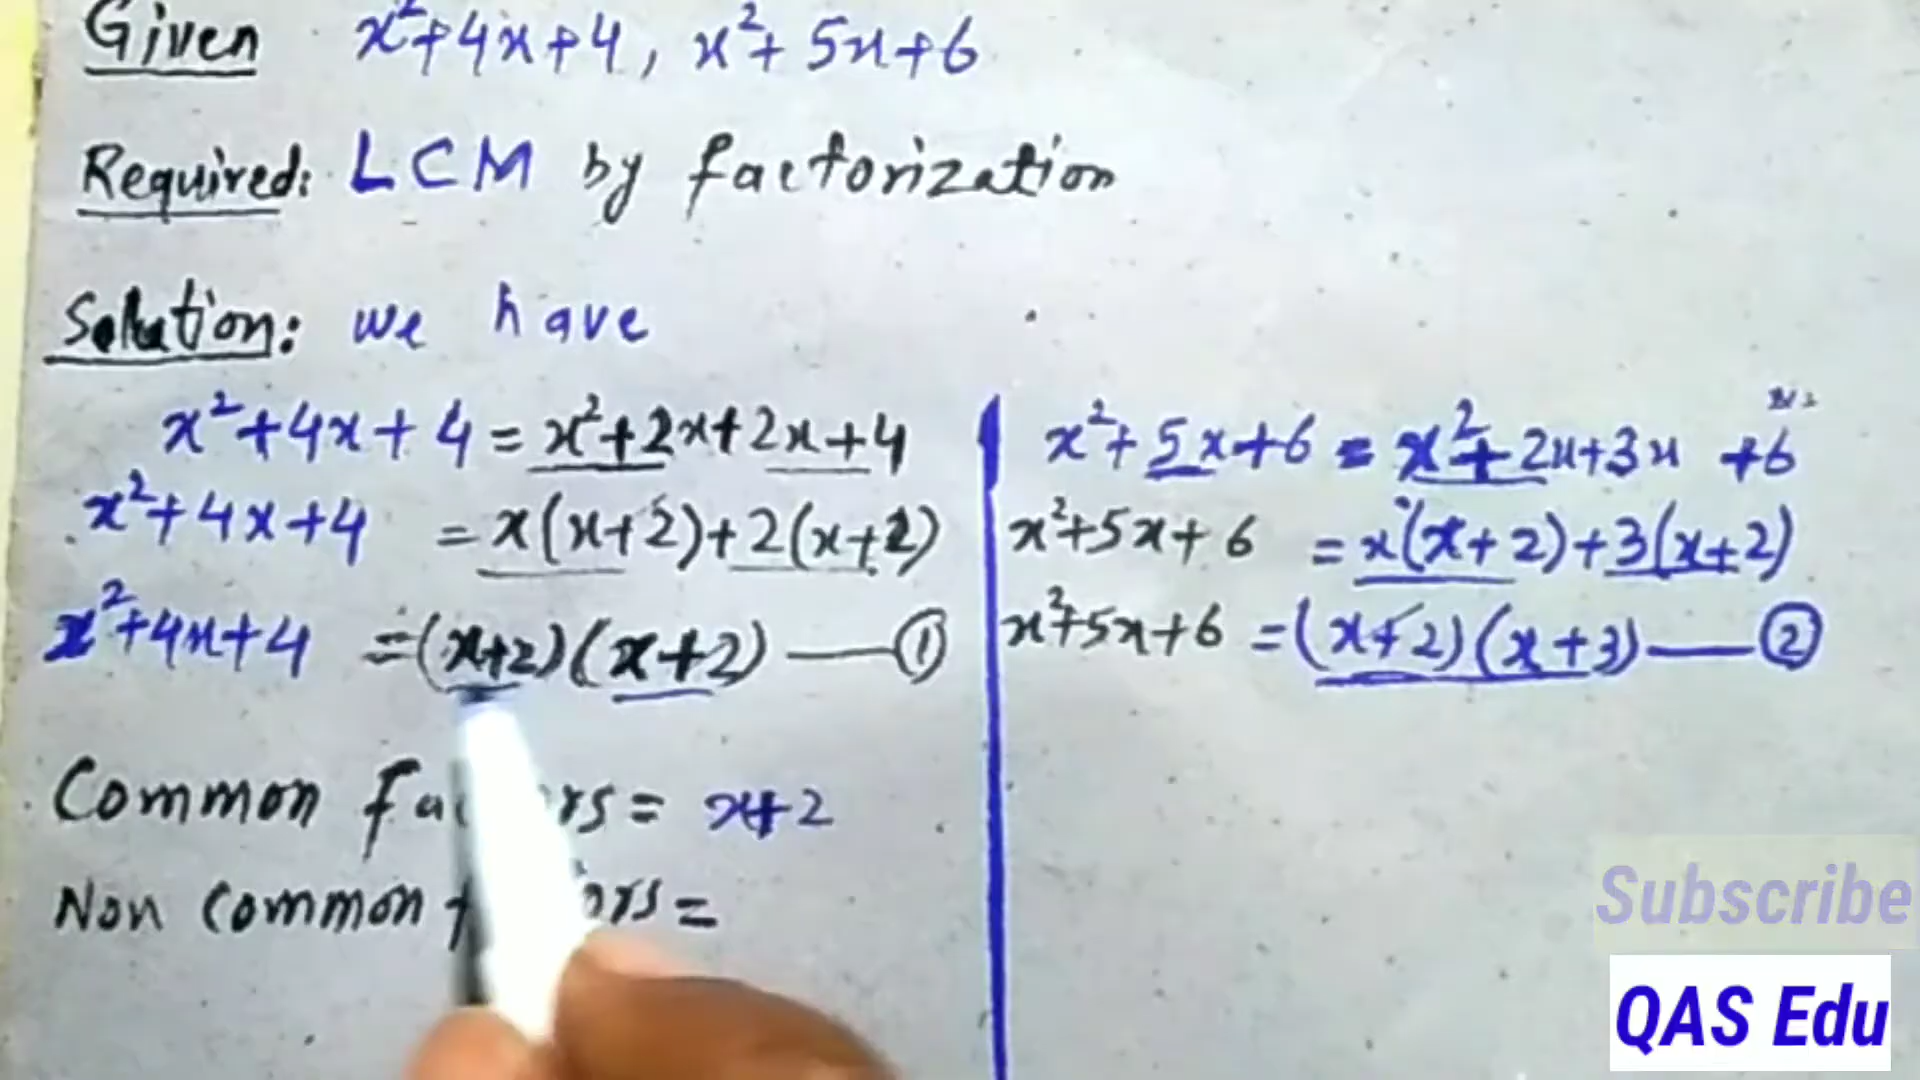 Given x²+4x+4, x²+5x+6
Required: LCM by factorization
Solution: we have
x²+4x+4 = x²+2x+2x+4
x²+4x+4 = x(x+2)+2(x+2)
x²+4x+4 =(x+2)(x+2) — ①
x²+5x+6 = x²+2x+3x +6
x²+5x+6 = x(x+2)+3(x+2)
x²+5x+6 =(x+2)(x+3) — ②
Common = x+2
Non common =
Subscribe
QAS Edu